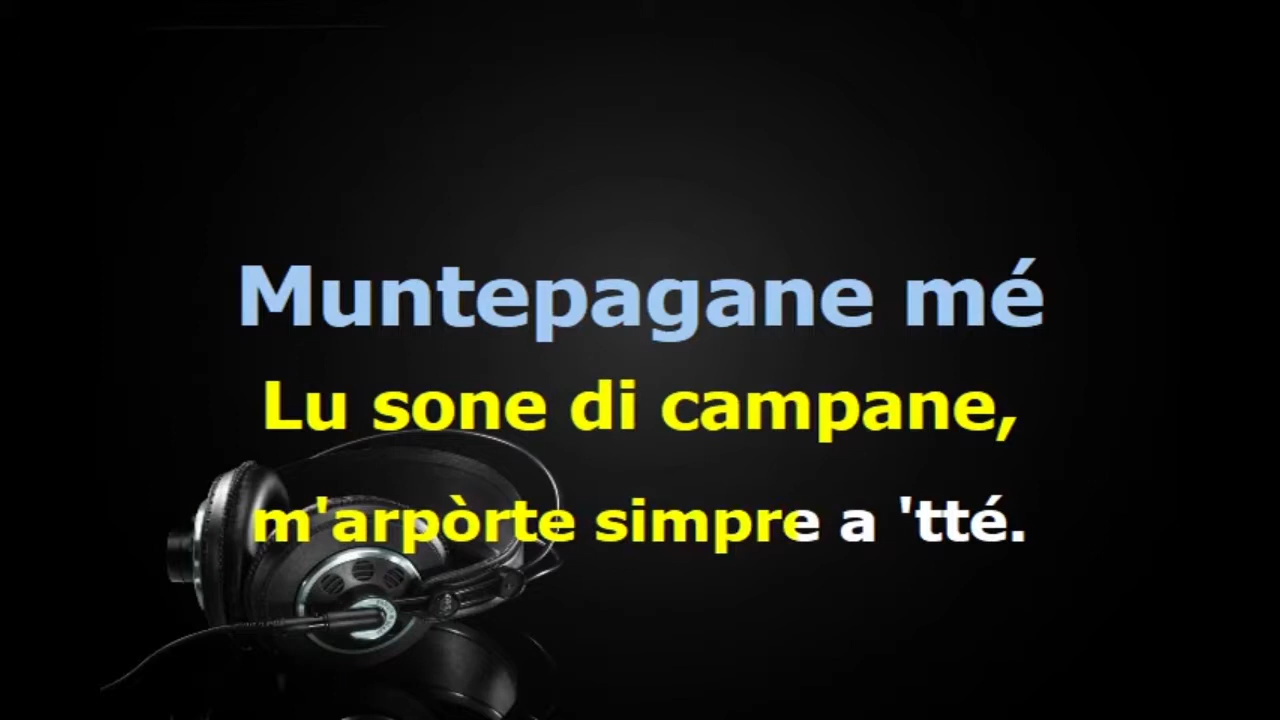 Muntepagane mé
Lu sone di campane,
m'arpòrte simpre a 'tté.